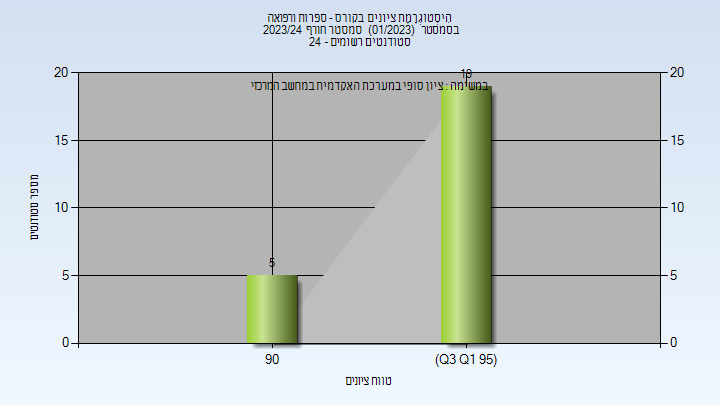 הִיסְטוֹגְרַמַת ציונים בקורס - ספרות ורפואה
בסמסטר (01/2023) סמסטר חורף 2023/24
סטודנטים רשומים - 24
במשימה : ציון סופי במערכת האקדמית במחשב המרכזי
מספר סטודנטים
20
15
10
5
0
20
15
10
5
0
5
19
90
(Q3 Q1 95)
טווח ציונים